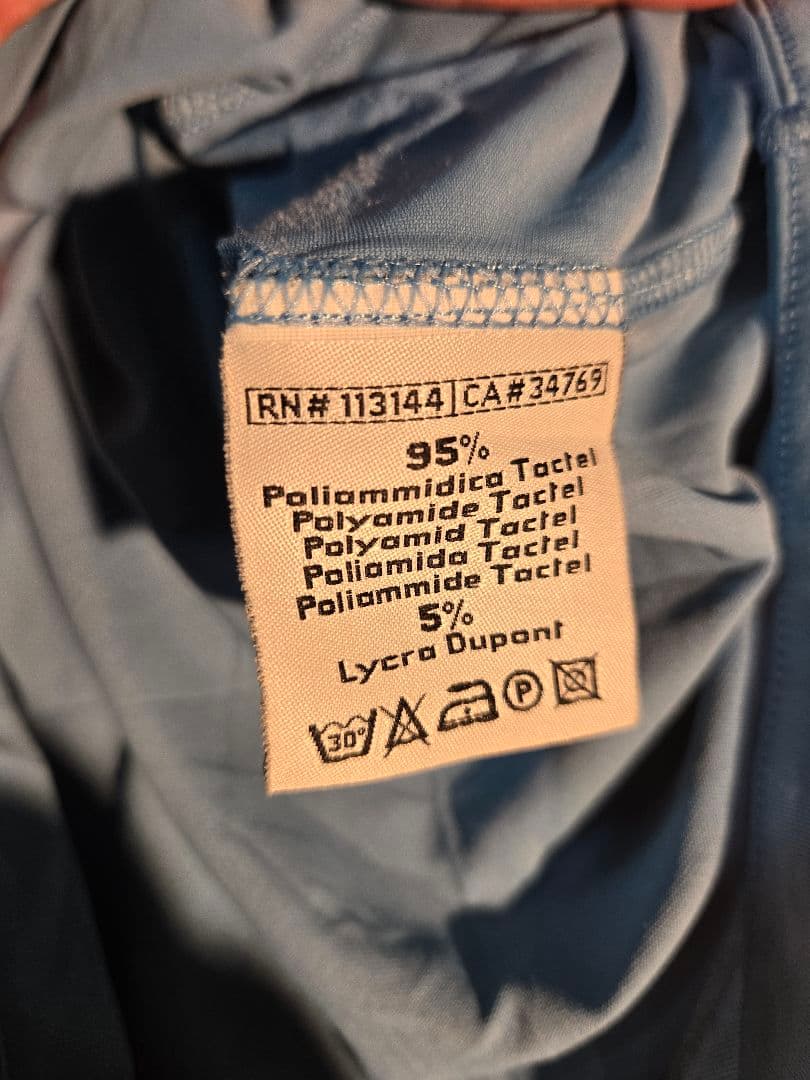 RN# 113144 CA#34769
95%
Poliammidica Tactel
Polyamide Tactel
Polyamid Tactel
Poliamida Tactel
Poliammide Tactel
5%
Lycra Dupont
30° P